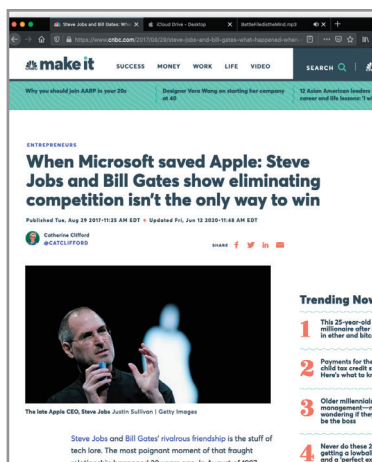 Steve Jobs and Bill Gates: Wha
iCloud Drive - Desktop
BattleFiledistheMind.mp3
https://www.cnbc.com/2017/08/29/steve-jobs-and-bill-gates-what-happened-when-
make it
SUCCESS MONEY WORK LIFE VIDEO
SEARCH
Why you should join AARP in your 20s
Designer Vera Wang on starting her company
at 40
12 Asian American leaders
career and life lessons: 'I w
ENTREPRENEURS
When Microsoft saved Apple: Steve
Jobs and Bill Gates show eliminating
competition isn't the only way to win
Published Tue, Aug 29 2017•11:25 AM EDT • Updated Fri, Jun 12 2020•11:48 AM EDT
Catherine Clifford
@CATCLIFFORD
SHARE
The late Apple CEO, Steve Jobs Justin Sullivan | Getty Images
Steve Jobs and Bill Gates' rivalrous friendship is the stuff of
tech lore. The most poignant moment of that fraught
Trending Now
1
This 25-year-old
millionaire after
in ether and bitc
2
Payments for the
child tax credit s
Here's what to k
3
Older millennials
wondering if they
be the boss
4
Never do these 2
getting a lowball
and a 'perfect ex